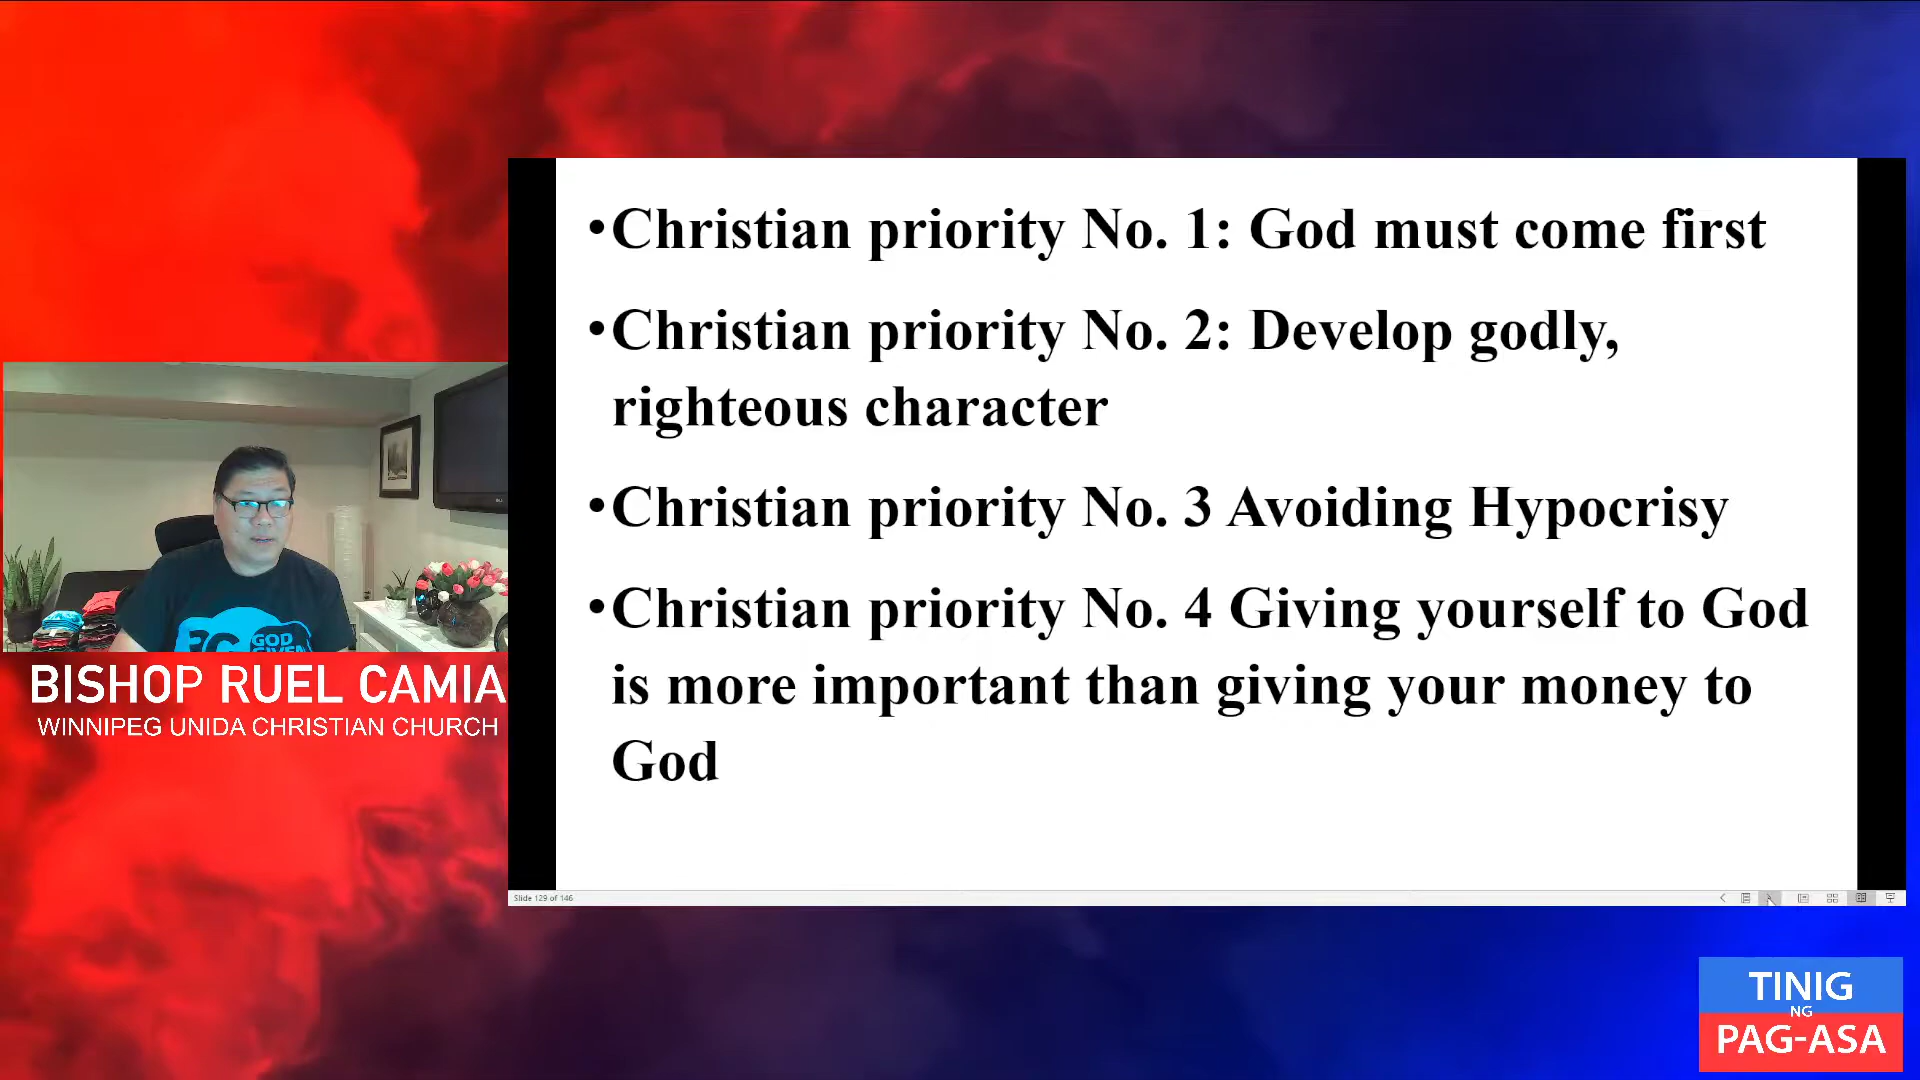 •Christian priority No. 1: God must come first
•Christian priority No. 2: Develop godly,
righteous character
•Christian priority No. 3 Avoiding Hypocrisy
•Christian priority No. 4 Giving yourself to God
is more important than giving your money to
God
Slide 129 of 146
GOD
GIVEN
BISHOP RUEL CAMIA
WINNIPEG UNIDA CHRISTIAN CHURCH
TINIG
NG
PAG-ASA